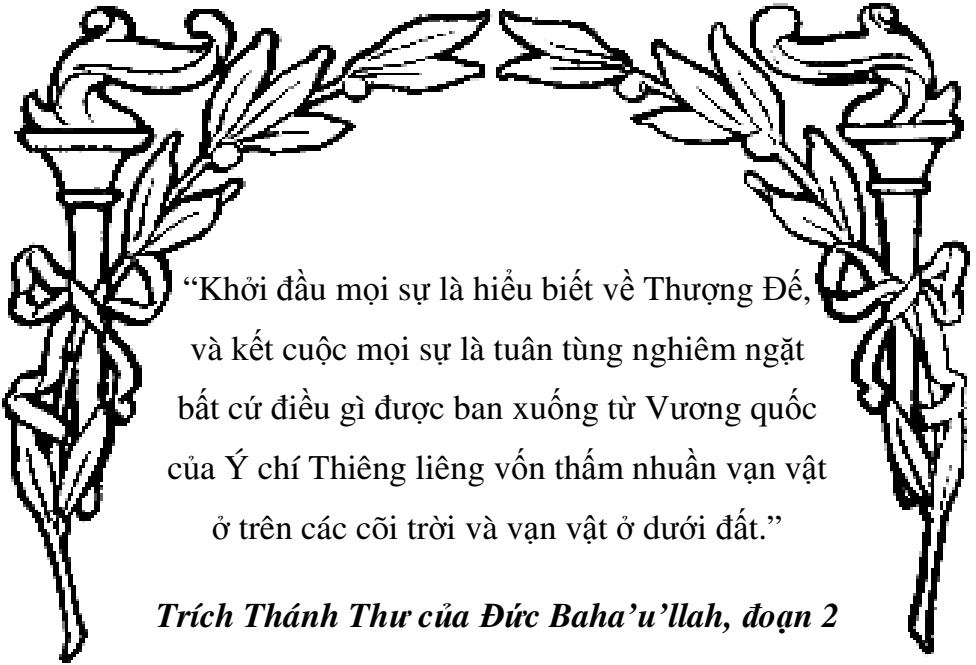 “Khởi đầu mọi sự là hiểu biết về Thượng Đế,
và kết cuộc mọi sự là tuân tùng nghiêm ngặt
bất cứ điều gì được ban xuống từ Vương quốc
của Ý chí Thiêng liêng vốn thấm nhuần vạn vật
ở trên các cõi trời và vạn vật ở dưới đất.”
Trích Thánh Thư của Đức Baha’u’llah, đoạn 2